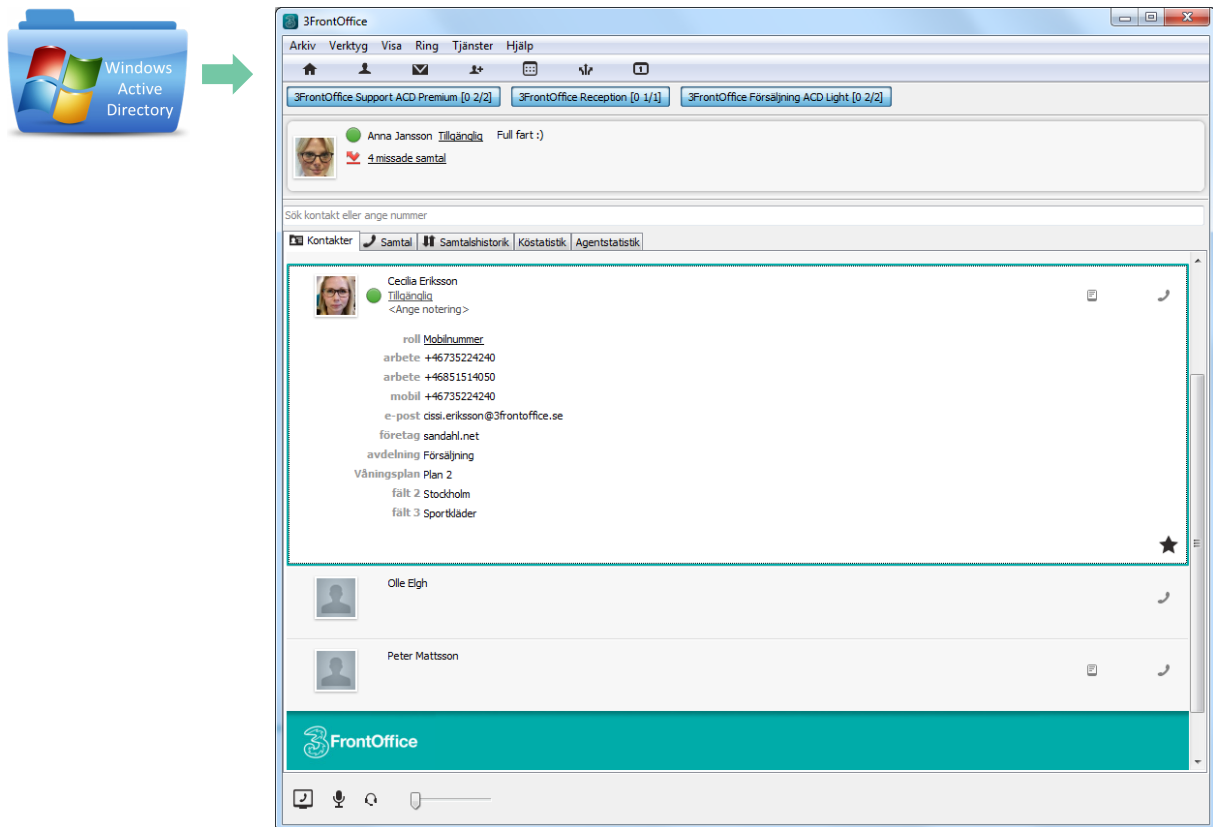 Windows
Active
Directory
3FrontOffice
Arkiv Verktyg Visa Ring Tjänster Hjälp
3FrontOffice Support ACD Premium [0 2/2] 3FrontOffice Reception [0 1/1] 3FrontOffice Försäljning ACD Light [0 2/2]
Anna Jansson Tillgänglig Full fart :)
4 missade samtal
Sök kontakt eller ange nummer
Kontakter Samtal Samtalshistorik Köstatistik Agentstatistik
Cecilia Eriksson
Tillgänglig
<Ange notering>
roll Mobilnummer
arbete +46735224240
arbete +46851514050
mobil +46735224240
e-post cissi.eriksson@3frontoffice.se
företag sandahl.net
avdelning Försäljning
Våningsplan Plan 2
fält 2 Stockholm
fält 3 Sportkläder
Olle Elgh
Peter Mattsson
3FrontOffice